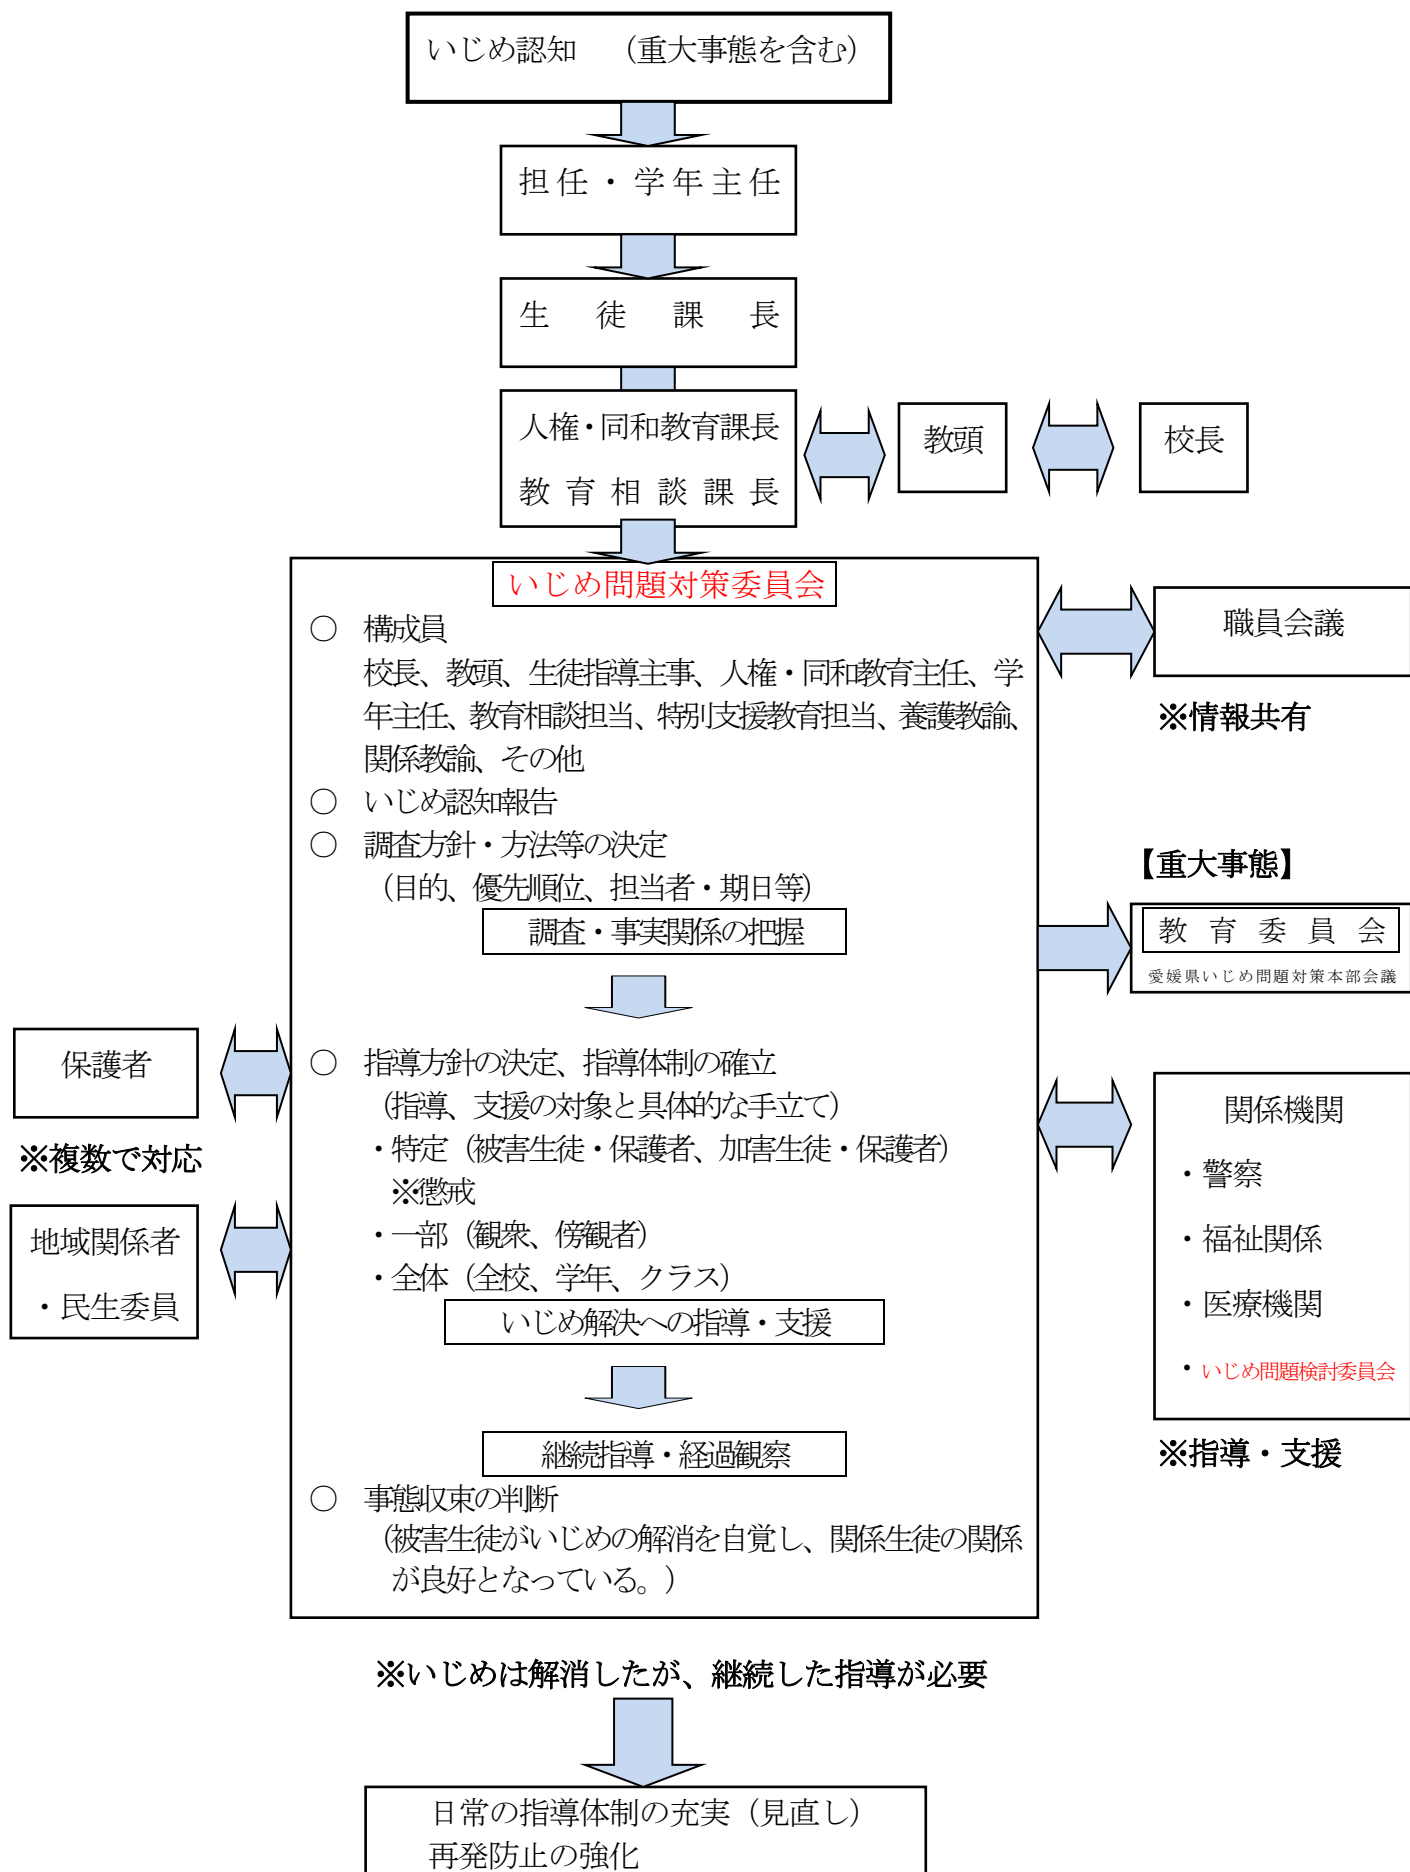 いじめ認知　（重大事態を含む）
担任・学年主任
生徒課長
人権・同和教育課長
教育相談課長
教頭
校長
いじめ問題対策委員会
○　構成員
校長、教頭、生徒指導主事、人権・同和教育主任、学
年主任、教育相談担当、特別支援教育担当、養護教諭、
関係教諭、その他
○　いじめ認知報告
○　調査方針・方法等の決定
（目的、優先順位、担当者・期日等）
調査・事実関係の把握
○　指導方針の決定、指導体制の確立
（指導、支援の対象と具体的な手立て）
・特定（被害生徒・保護者、加害生徒・保護者）
※懲戒
・一部（観衆、傍観者）
・全体（全校、学年、クラス）
いじめ解決への指導・支援
継続指導・経過観察
○　事態収束の判断
（被害生徒がいじめの解消を自覚し、関係生徒の関係
が良好となっている。）
職員会議
※情報共有
【重大事態】
教育委員会
愛媛県いじめ問題対策本部会議
保護者
※複数で対応
地域関係者
・民生委員
関係機関
・警察
・福祉関係
・医療機関
・いじめ問題検討委員会
※指導・支援
※いじめは解消したが、継続した指導が必要
日常の指導体制の充実（見直し）
再発防止の強化